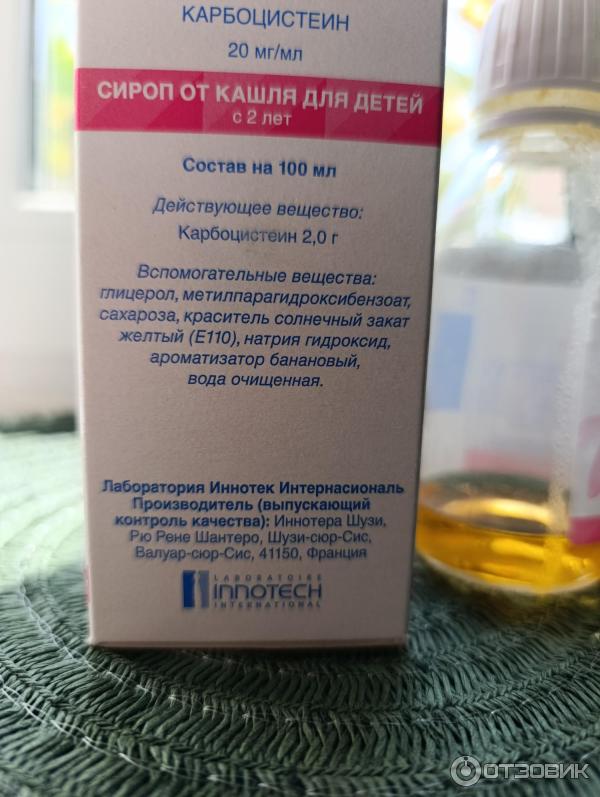 КАРБОЦИСТЕИН
20 мг/мл
СИРОП ОТ КАШЛЯ ДЛЯ ДЕТЕЙ
с 2 лет
Состав на 100 мл
Действующее вещество:
Карбоцистеин 2,0 г
Вспомогательные вещества:
глицерол, метилпарагидроксибензоат,
сахароза, краситель солнечный закат
желтый (Е110), натрия гидроксид,
ароматизатор банановый,
вода очищенная.
Лаборатория Иннотек Интернасиональ
Производитель (выпускающий
контроль качества): Иннотера Шузи,
Рю Рене Шантеро, Шузи-сюр-Сис,
Валуар-сюр-Сис, 41150, Франция
LABORATOIRE
INNOTECH
INTERNATIONAL
ОТЗОВИК